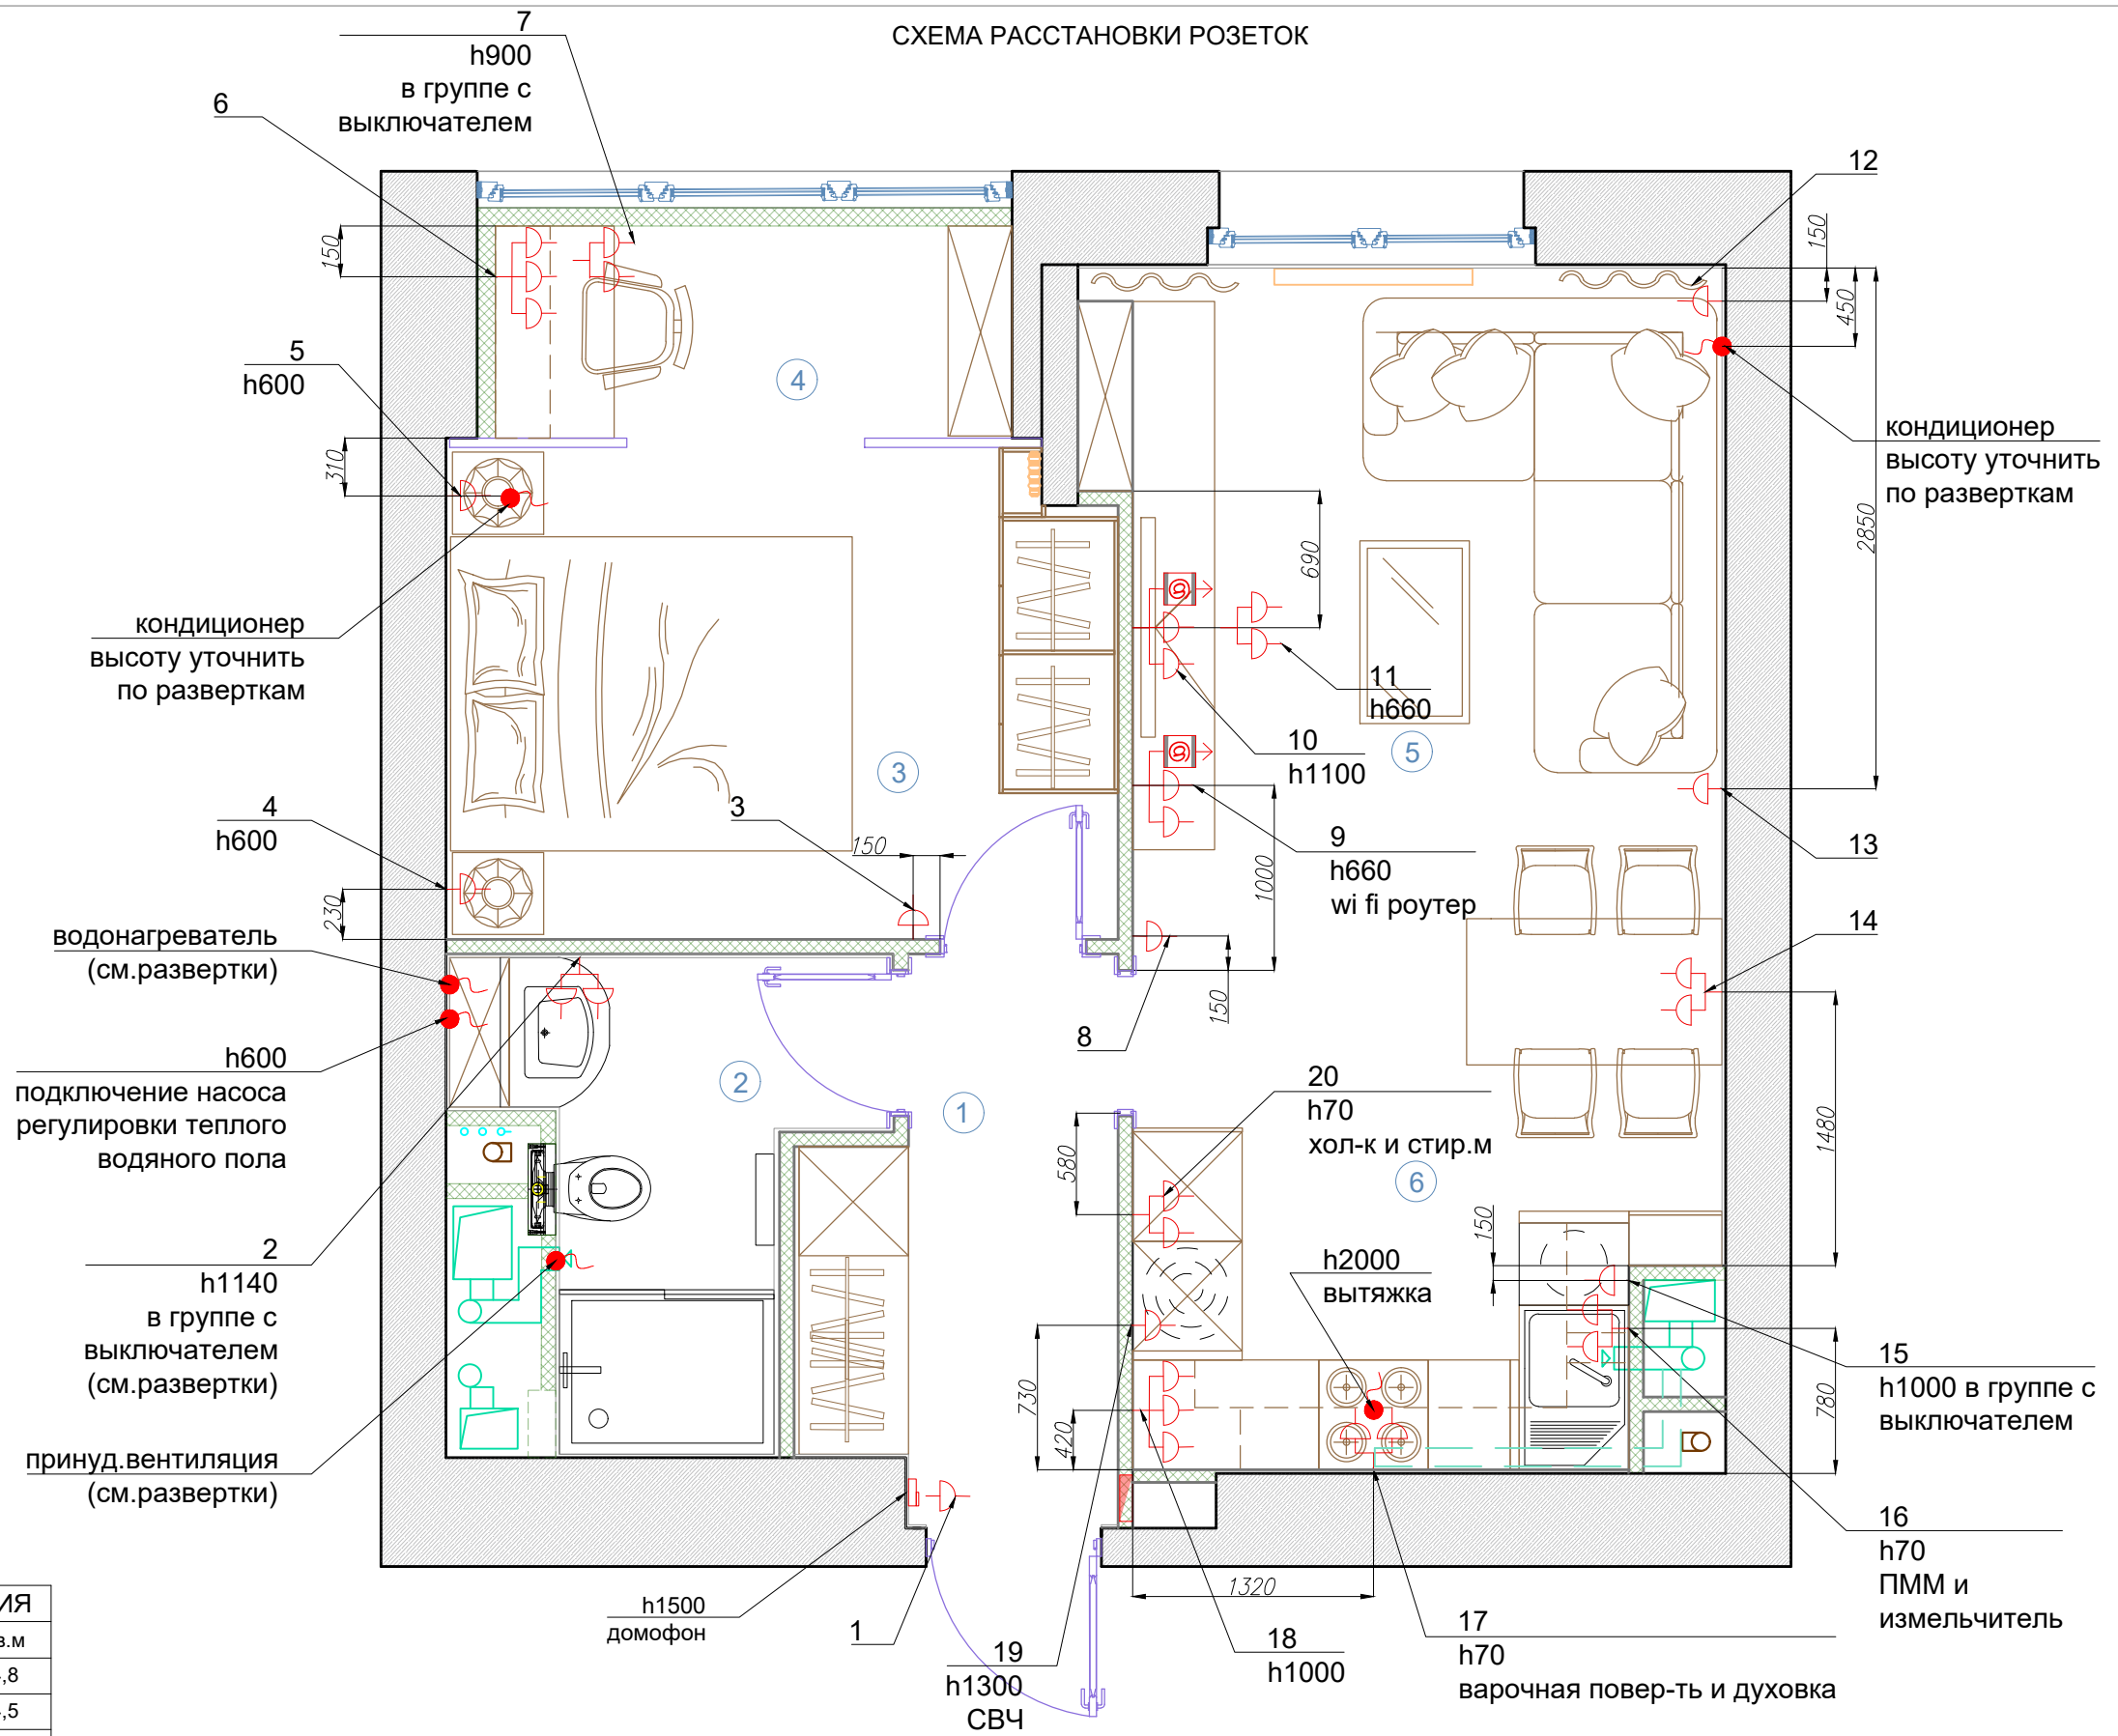 СХЕМА РАССТАНОВКИ РОЗЕТОК
7
h900
в группе с
выключателем
6
12
150
150
450
5
h600
4
310
кондиционер
высоту уточнить
по разверткам
2850
690
кондиционер
высоту уточнить
по разверткам
11
h660
10
h1100
5
3
4
h600
3
150
13
9
h660
wi fi роутер
1000
230
14
водонагреватель
(см.развертки)
150
8
h600
подключение насоса
регулировки теплого
водяного пола
2
1
20
h70
хол-к и стир.м
580
6
1480
150
2
h1140
в группе с
выключателем
(см.развертки)
h2000
вытяжка
15
h1000 в группе с
выключателем
730
420
780
принуд.вентиляция
(см.развертки)
16
h70
ПММ и
измельчитель
1320
h1500
домофон
1
19
h1300
СВЧ
18
h1000
17
h70
варочная повер-ть и духовка
ИЯ
в.м
,8
,5